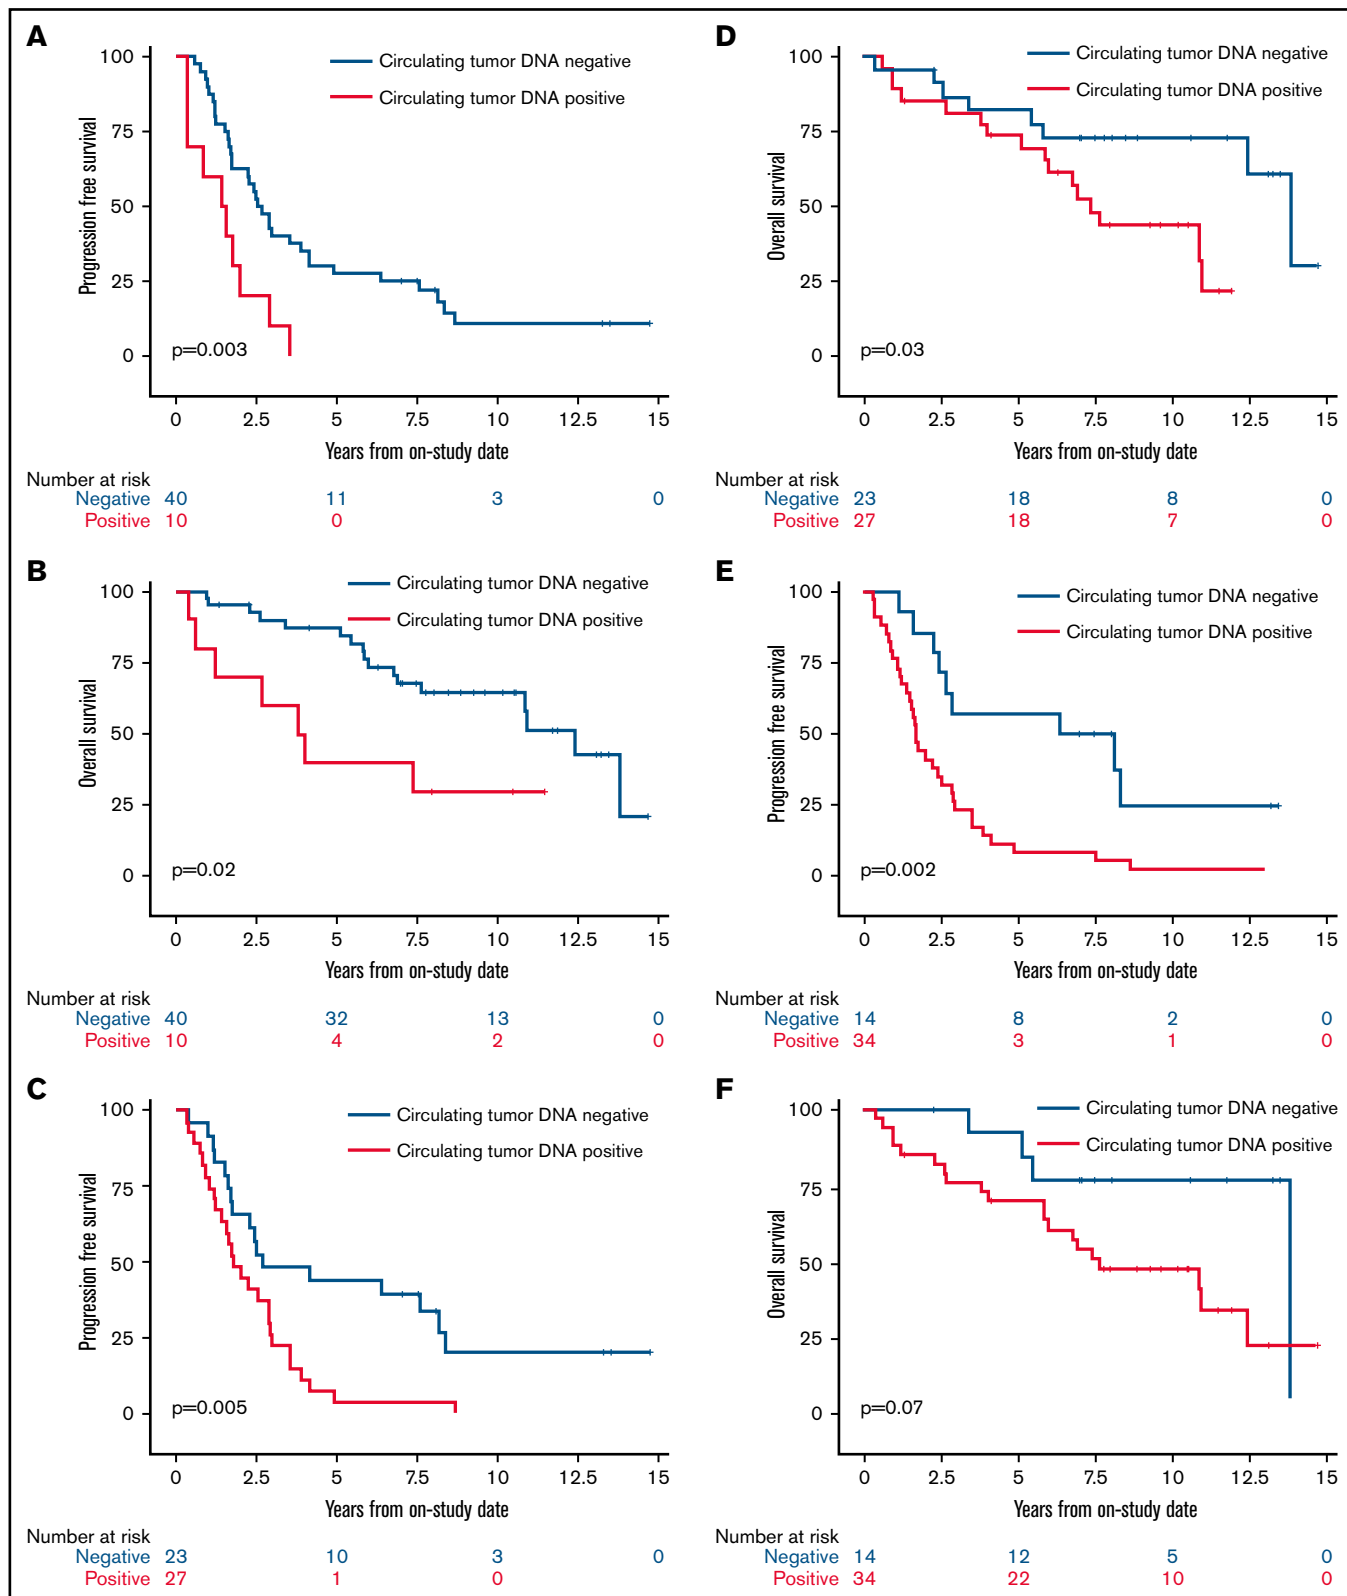 A
100
75
50
25
0
Progression free survival
Circulating tumor DNA negative
Circulating tumor DNA positive
p=0.003
0 2.5 5 7.5 10 12.5 15
Years from on-study date
Number at risk
Negative 40 11 3 0
Positive 10 0
B
100
75
50
25
0
Overall survival
Circulating tumor DNA negative
Circulating tumor DNA positive
p=0.02
0 2.5 5 7.5 10 12.5 15
Years from on-study date
Number at risk
Negative 40 32 13 0
Positive 10 4 2 0
C
100
75
50
25
0
Progression free survival
Circulating tumor DNA negative
Circulating tumor DNA positive
p=0.005
0 2.5 5 7.5 10 12.5 15
Years from on-study date
Number at risk
Negative 23 10 3 0
Positive 27 1 0
D
100
75
50
25
0
Overall survival
Circulating tumor DNA negative
Circulating tumor DNA positive
p=0.03
0 2.5 5 7.5 10 12.5 15
Years from on-study date
Number at risk
Negative 23 18 8 0
Positive 27 18 7 0
E
100
75
50
25
0
Progression free survival
Circulating tumor DNA negative
Circulating tumor DNA positive
p=0.002
0 2.5 5 7.5 10 12.5 15
Years from on-study date
Number at risk
Negative 14 8 2 0
Positive 34 3 1 0
F
100
75
50
25
0
Overall survival
Circulating tumor DNA negative
Circulating tumor DNA positive
p=0.07
0 2.5 5 7.5 10 12.5 15
Years from on-study date
Number at risk
Negative 14 12 5 0
Positive 34 22 10 0